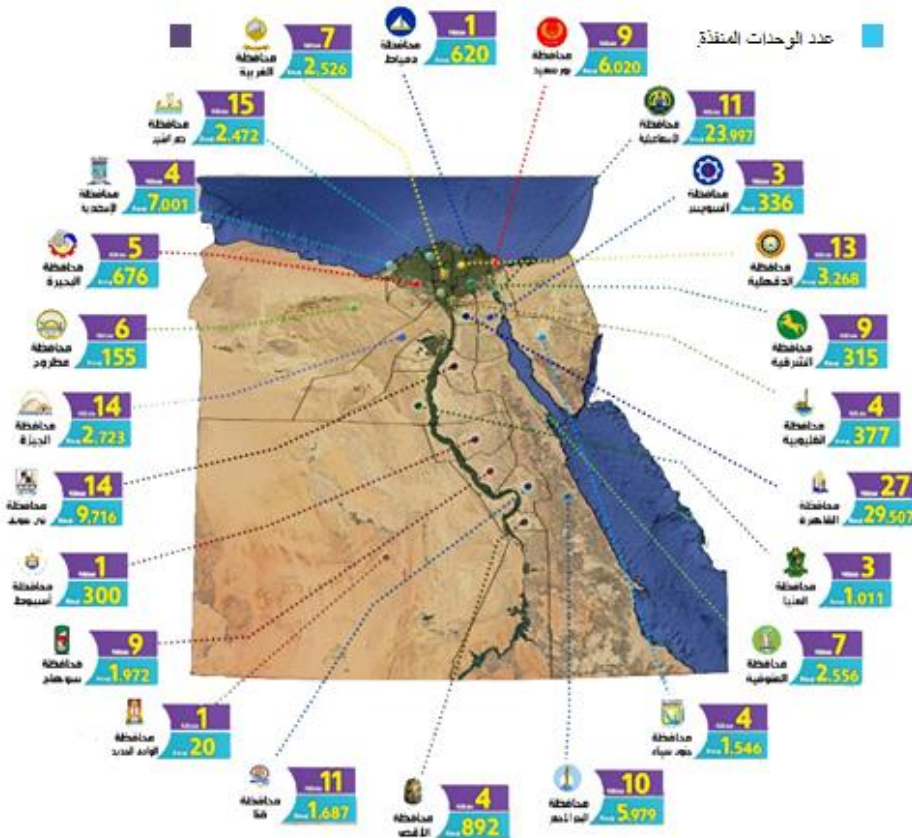 عدد الوحدات المنفذة
7
محافظة
الغربية
2.526
1
محافظة
دمياط
620
9
محافظة
بورسعيد
6.020
15
محافظة
كفر الشيخ
2.472
11
محافظة
الإسماعيلية
23.997
4
محافظة
الإسكندرية
7.001
3
محافظة
السويس
336
5
محافظة
البحيرة
676
13
محافظة
الدقهلية
3.268
6
محافظة
مطروح
155
9
محافظة
الشرقية
315
14
محافظة
الجيزة
2.723
4
محافظة
القليوبية
377
14
محافظة
بني سويف
9.716
27
محافظة
القاهرة
29.507
1
محافظة
أسيوط
300
3
محافظة
المنيا
1.011
9
محافظة
سوهاج
1.972
7
محافظة
المنوفية
2.556
1
محافظة
الوادي الجديد
20
4
محافظة
جنوب سيناء
1.546
11
محافظة
قنا
1.687
4
محافظة
الأقصر
892
10
محافظة
البحر الأحمر
5.979